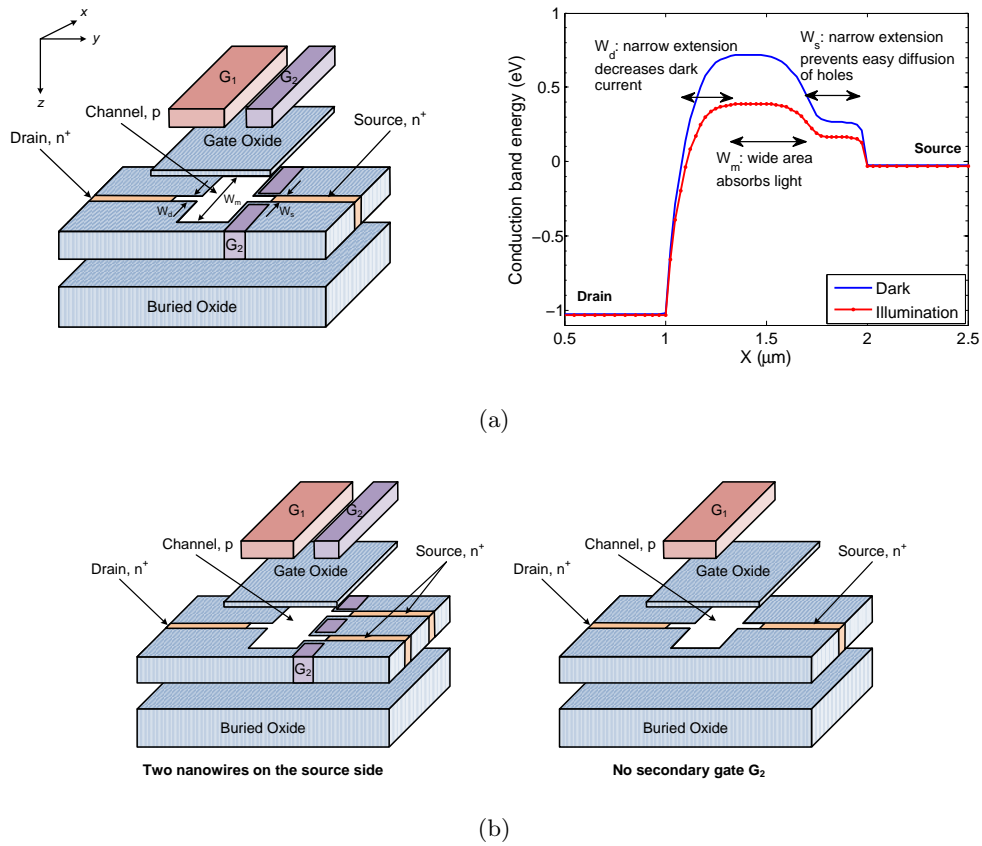 x
y
z
G1
G2
Channel, p
Drain, n+
Gate Oxide
Source, n+
Wd
Wm
Ws
G2
Buried Oxide
Conduction band energy (eV)
1
0.5
0
−0.5
−1
Wd: narrow extension
decreases dark
current
Ws: narrow extension
prevents easy diffusion
of holes
Wm: wide area
absorbs light
Source
Drain
Dark
Illumination
0.5
1
1.5
2
2.5
X (μm)
(a)
G1
G2
Channel, p
Source, n+
Drain, n+
Gate Oxide
G2
Buried Oxide
Two nanowires on the source side
G1
Channel, p
Source, n+
Drain, n+
Gate Oxide
Buried Oxide
No secondary gate G2
(b)